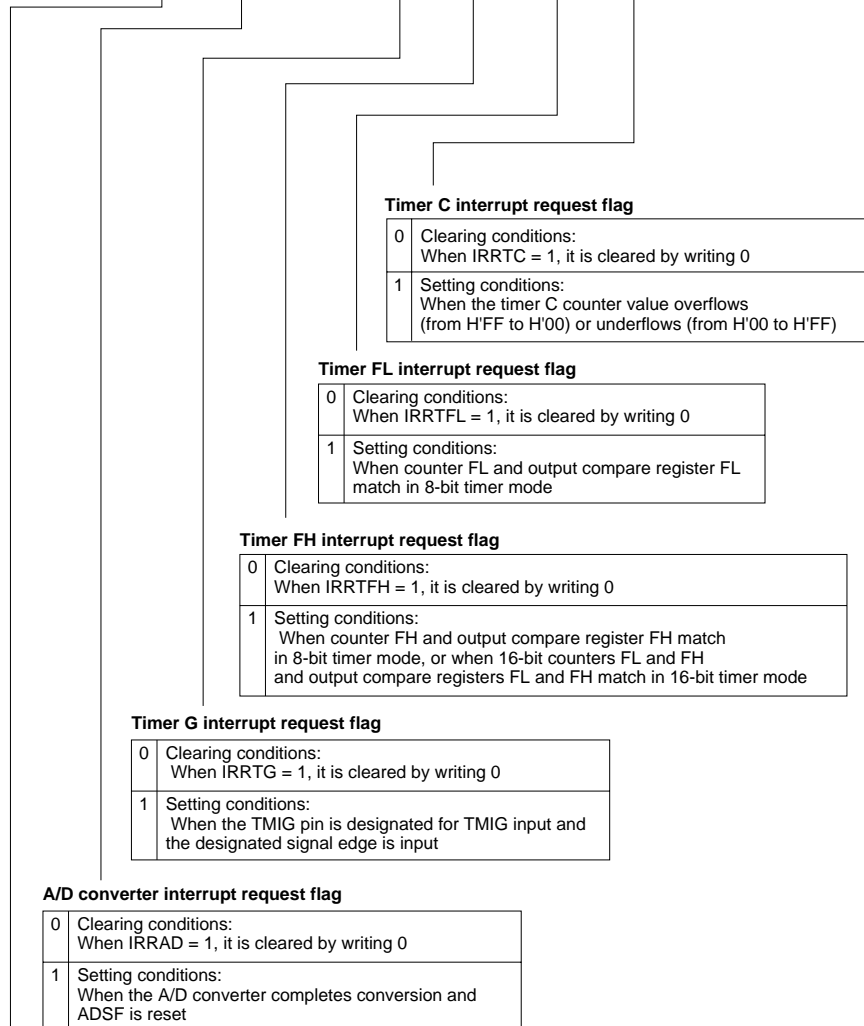 Timer C interrupt request flag
0 Clearing conditions:
When IRRTC = 1, it is cleared by writing 0
1 Setting conditions:
When the timer C counter value overflows
(from H'FF to H'00) or underflows (from H'00 to H'FF)
Timer FL interrupt request flag
0 Clearing conditions:
When IRRTFL = 1, it is cleared by writing 0
1 Setting conditions:
When counter FL and output compare register FL
match in 8-bit timer mode
Timer FH interrupt request flag
0 Clearing conditions:
When IRRTFH = 1, it is cleared by writing 0
1 Setting conditions:
When counter FH and output compare register FH match
in 8-bit timer mode, or when 16-bit counters FL and FH
and output compare registers FL and FH match in 16-bit timer mode
Timer G interrupt request flag
0 Clearing conditions:
When IRRTG = 1, it is cleared by writing 0
1 Setting conditions:
When the TMIG pin is designated for TMIG input and
the designated signal edge is input
A/D converter interrupt request flag
0 Clearing conditions:
When IRRAD = 1, it is cleared by writing 0
1 Setting conditions:
When the A/D converter completes conversion and
ADSF is reset